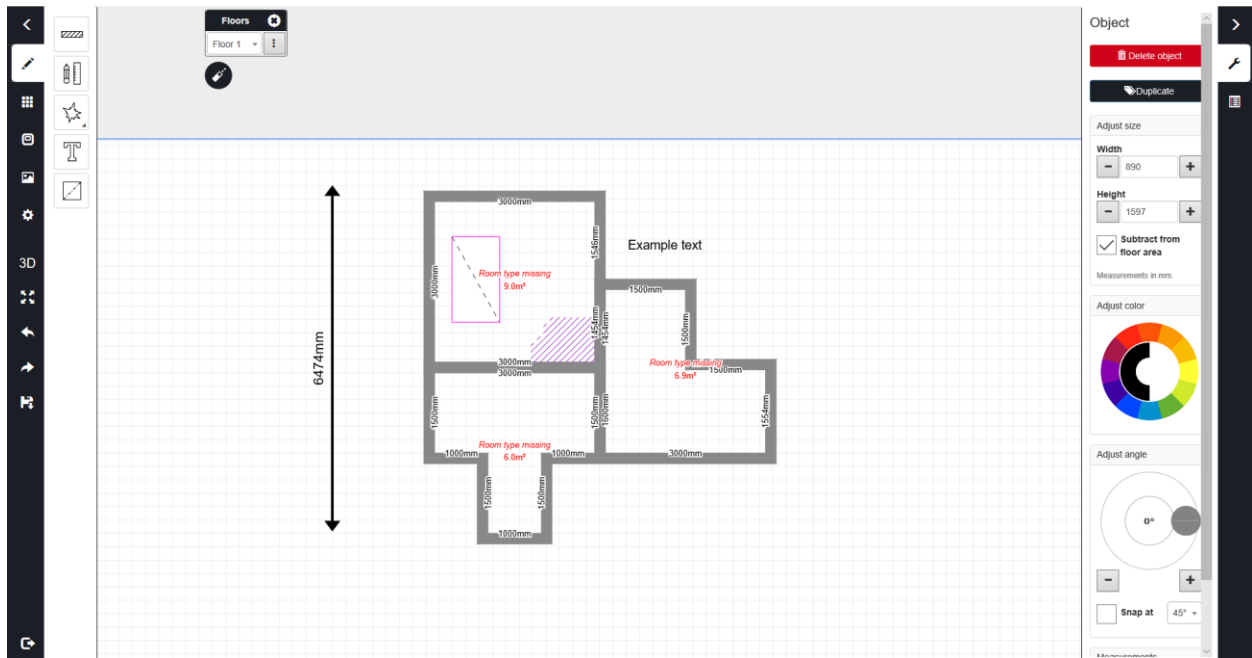 Floors
Floor 1
3D
6474mm
3000mm
3000mm
1546mm
Room type missing
9.0m²
1454mm
1454mm
3000mm
3000mm
Example text
1500mm
1500mm
Room type missing
6.9m²
1500mm
1554mm
3000mm
1500mm
1500mm
1600mm
Room type missing
6.0m²
1000mm
1000mm
1500mm
1500mm
1000mm
Object
Delete object
Duplicate
Adjust size
Width
890
Height
1597
Subtract from
floor area
Measurements in mm.
Adjust color
Adjust angle
0°
Snap at
45°
Measurements